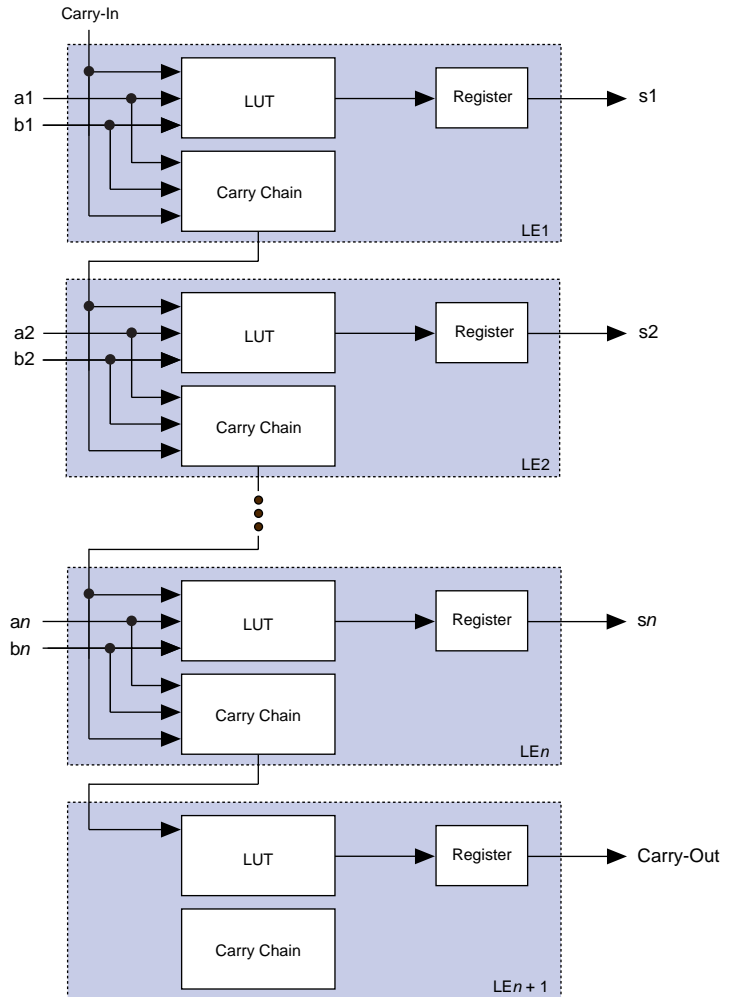 Carry-In
a1
b1
LUT
Register
s1
Carry Chain
LE1
a2
b2
LUT
Register
s2
Carry Chain
LE2
an
bn
LUT
Register
sn
Carry Chain
LEn
LUT
Register
Carry-Out
Carry Chain
LEn + 1